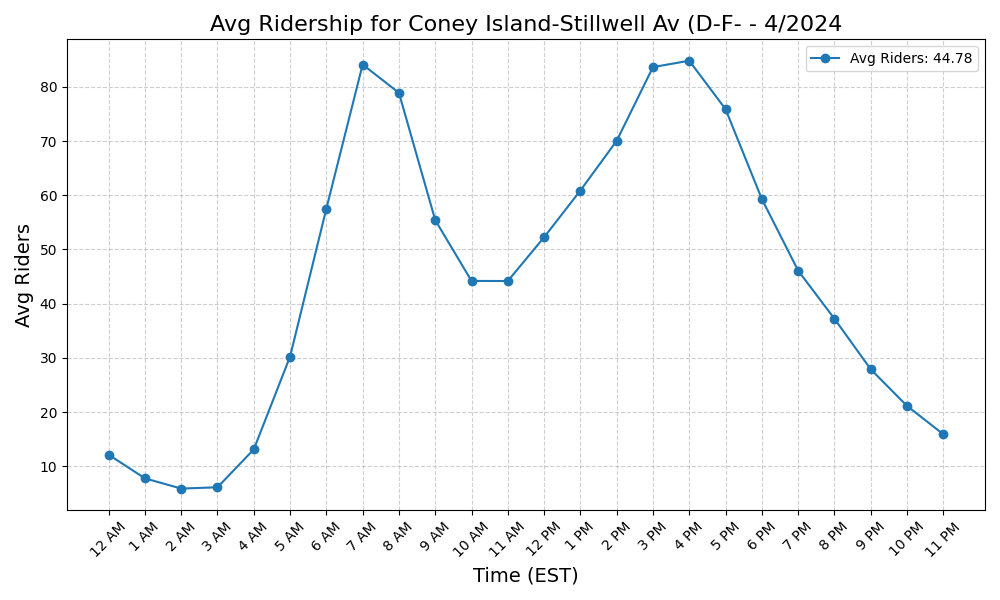 Avg Ridership for Coney Island-Stillwell Av (D-F- - 4/2024
Avg Riders: 44.78
Avg Riders
80
70
60
50
40
30
20
10
12 AM
1 AM
2 AM
3 AM
4 AM
5 AM
6 AM
7 AM
8 AM
9 AM
10 AM
11 AM
12 PM
1 PM
2 PM
3 PM
4 PM
5 PM
6 PM
7 PM
8 PM
9 PM
10 PM
11 PM
Time (EST)